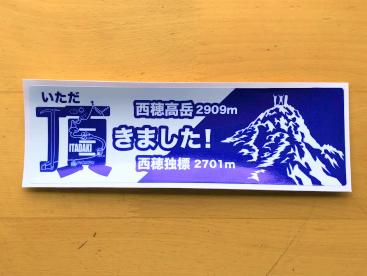 いただ
頂
ITADAKI
きました!
西穂高岳 2909m
西穂独標 2701m